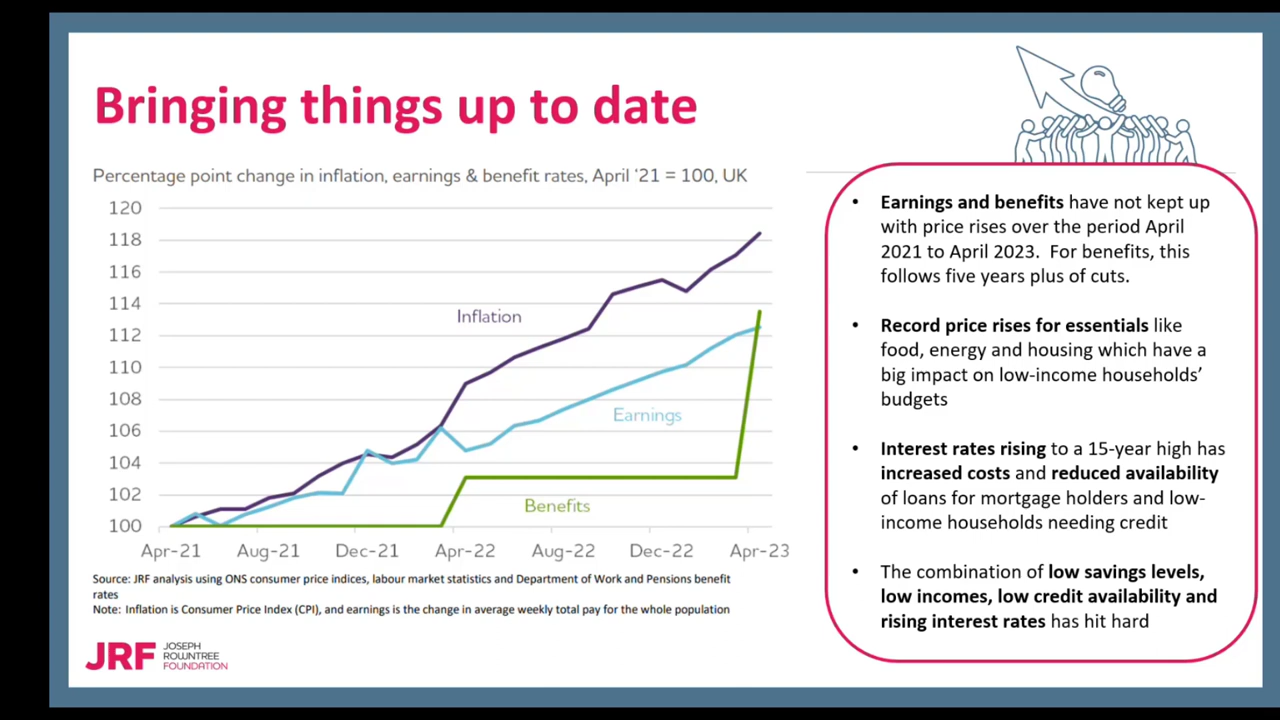 Bringing things up to date
Percentage point change in inflation, earnings & benefit rates, April ‘21 = 100, UK
120
118
116
114
112
110
108
106
104
102
100
Inflation
Earnings
Benefits
Apr-21
Aug-21
Dec-21
Apr-22
Aug-22
Dec-22
Apr-23
Source: JRF analysis using ONS consumer price indices, labour market statistics and Department of Work and Pensions benefit
rates
Note: Inflation is Consumer Price Index (CPI), and earnings is the change in average weekly total pay for the whole population
JRF
JOSEPH
ROWNTREE
FOUNDATION
• Earnings and benefits have not kept up
with price rises over the period April
2021 to April 2023. For benefits, this
follows five years plus of cuts.
• Record price rises for essentials like
food, energy and housing which have a
big impact on low-income households’
budgets
• Interest rates rising to a 15-year high has
increased costs and reduced availability
of loans for mortgage holders and low-
income households needing credit
• The combination of low savings levels,
low incomes, low credit availability and
rising interest rates has hit hard